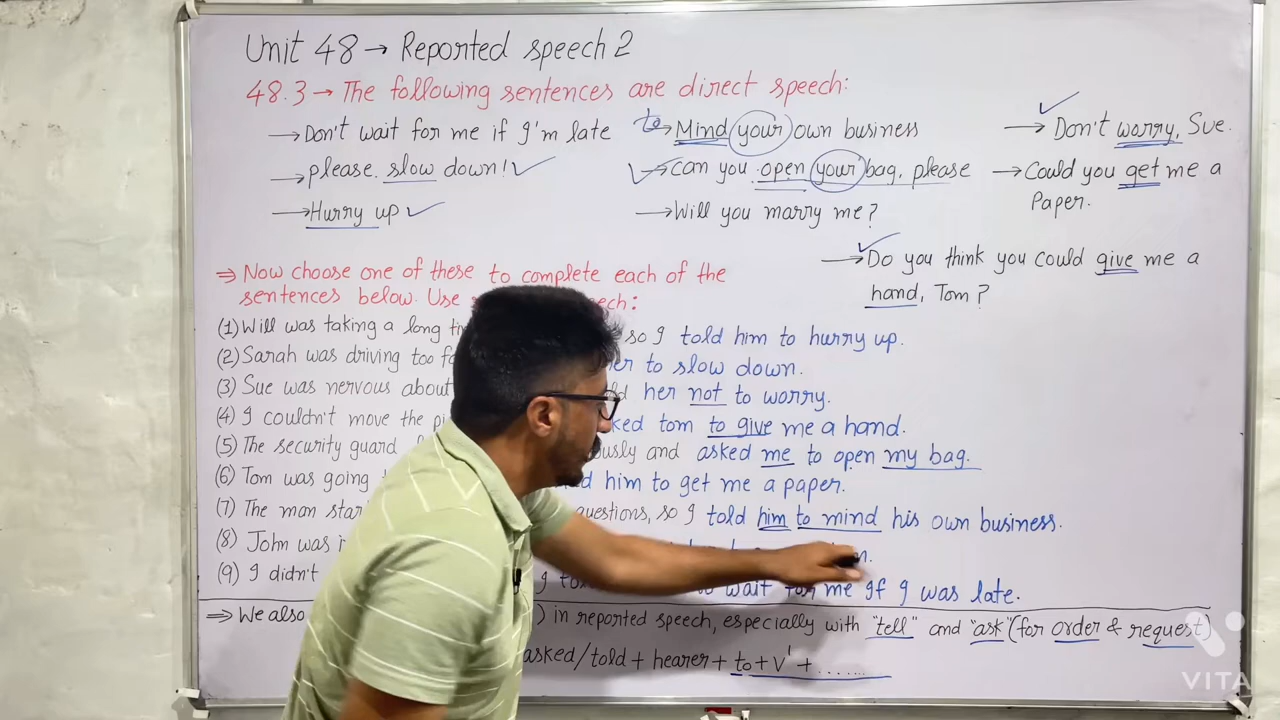 Unit 48 → Reported speech 2
48.3 → The following sentences are direct speech:
→ Don't wait for me if I'm late
→ please. slow down!
→ Hurry up
to → Mind your own business
→ can you open your bag, please
→ Will you marry me?
→ Don't worry, Sue.
→ Could you get me a
Paper.
→ Do you think you could give me a
hand, Tom?
⇒ Now choose one of these to complete each of the
sentences below. Use
(1) Will was taking a long so I told him to hurry up.
(2) Sarah was driving too to slow down.
(3) Sue was nervous about her not to worry.
(4) I couldn't move the tom to give me a hand.
(5) The security guard and asked me to open my bag.
(6) Tom was going him to get me a paper.
(7) The man questions, so I told him to mind his own business.
(8) John was
(9) I didn't I to wait for me If I was late.
⇒ We also ) in reported speech, especially with "tell" and "ask" (for order & request)
asked/told + hearer + to + V¹ + .......
VITA